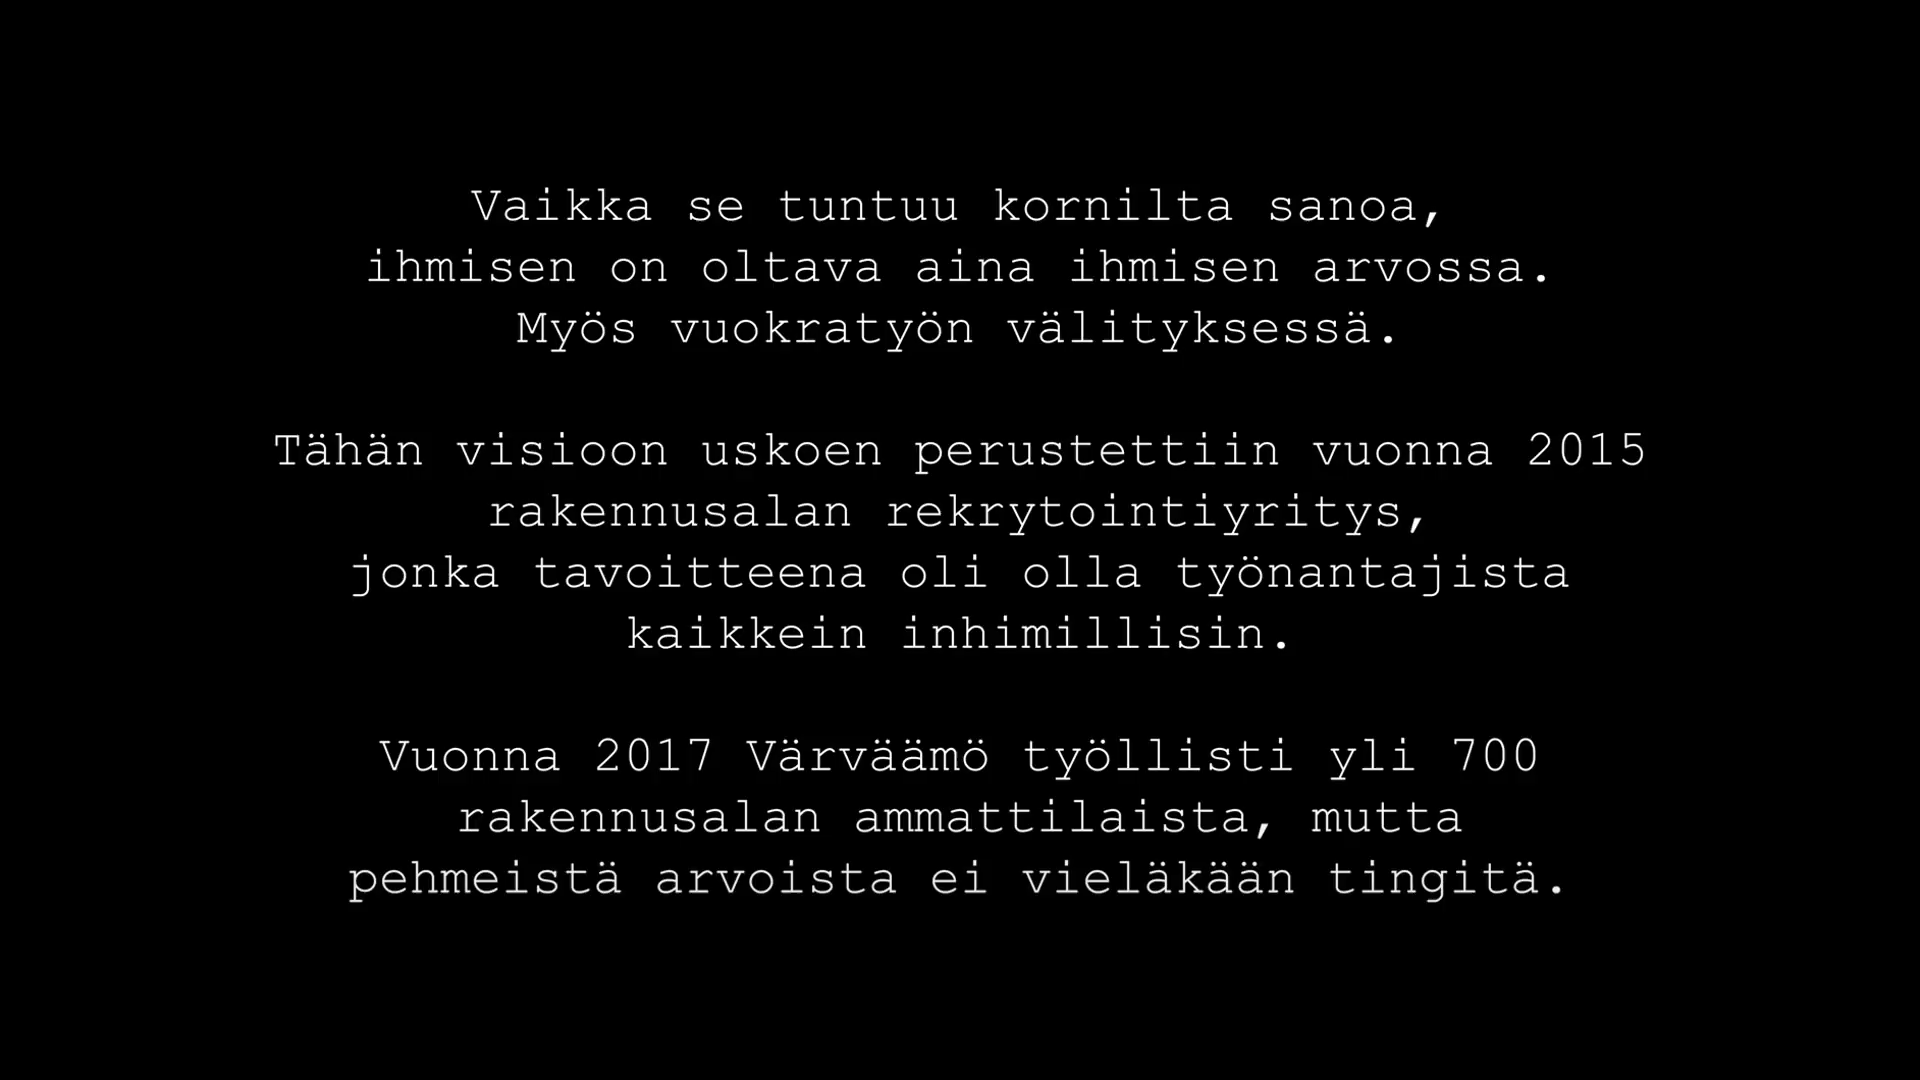 Vaikka se tuntuu kornilta sanoa,
ihmisen on oltava aina ihmisen arvossa.
Myös vuokratyön välityksessä.
Tähän visioon uskoen perustettiin vuonna 2015
rakennusalan rekrytointiyritys,
jonka tavoitteena oli olla työnantajista
kaikkein inhimillisin.
Vuonna 2017 Värväämö työllisti yli 700
rakennusalan ammattilaista, mutta
pehmeistä arvoista ei vieläkään tingitä.